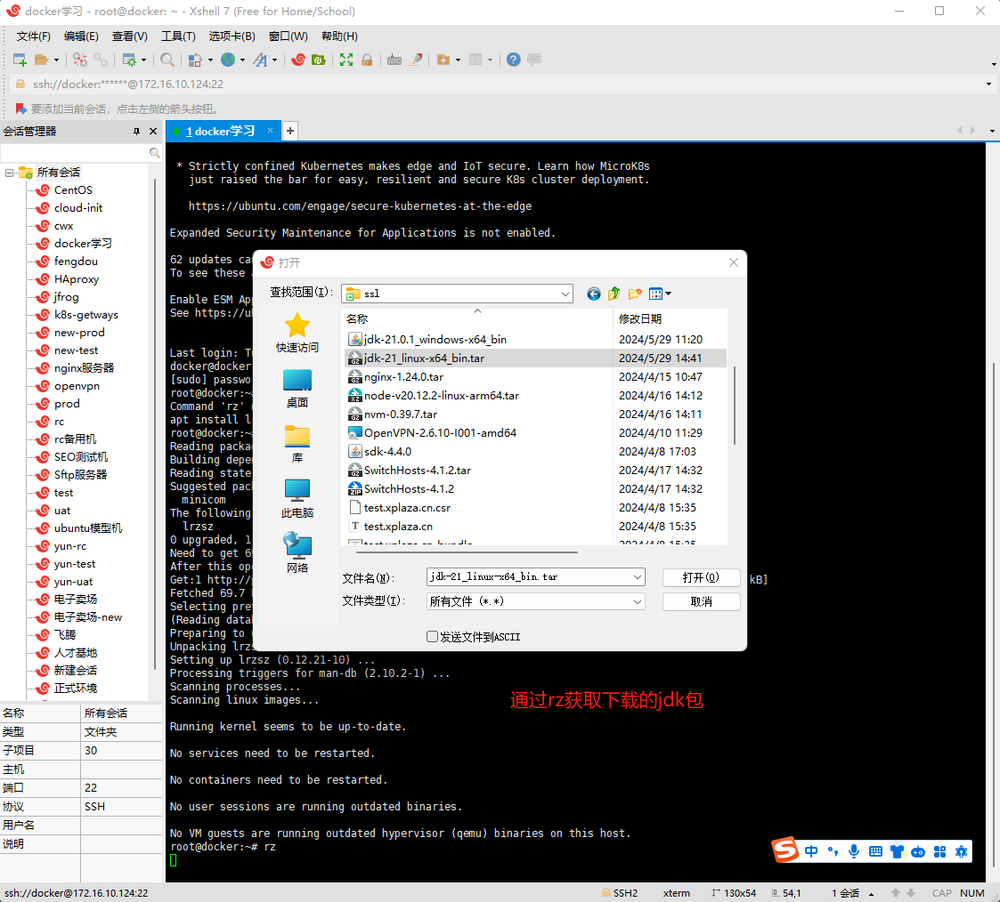 docker学习 - root@docker: ~ - Xshell 7 (Free for Home/School)
文件(F) 编辑(E) 查看(V) 工具(T) 选项卡(B) 窗口(W) 帮助(H)
ssh://docker:******@172.16.10.124:22
要添加当前会话，点击左侧的箭头按钮。
会话管理器
1 docker学习
所有会话
CentOS
cloud-init
cwx
docker学习
fengdou
HAproxy
jfrog
k8s-getways
new-prod
new-test
nginx服务器
openvpn
prod
rc
rc备用机
SEO测试机
Sftp服务器
test
uat
ubuntu模型机
yun-rc
yun-test
yun-uat
电子卖场
电子卖场-new
飞腾
人才基地
新建会话
正式环境
名称 所有会话
类型 文件夹
子项目 30
主机
端口 22
协议 SSH
用户名
说明
* Strictly confined Kubernetes makes edge and IoT secure. Learn how MicroK8s
just raised the bar for easy, resilient and secure K8s cluster deployment.
https://ubuntu.com/engage/secure-kubernetes-at-the-edge
Expanded Security Maintenance for Applications is not enabled.
62 updates ca
To see these
Enable ESM Ap
See https://u
Last login: T
docker@docker
[sudo] passwo
root@docker:~#
Command 'rz'
apt install l
root@docker:~#
Reading packa
Building depe
Reading state
Suggested pac
minicom
The following
lrzsz
0 upgraded, 1
Need to get 6
After this op
Get:1 http:// kB]
Fetched 69.7
Selecting pre
(Reading data
Preparing to
Unpacking lrz
Setting up lrzsz (0.12.21-10) ...
Processing triggers for man-db (2.10.2-1) ...
Scanning processes...
Scanning linux images...
Running kernel seems to be up-to-date.
No services need to be restarted.
No containers need to be restarted.
No user sessions are running outdated binaries.
No VM guests are running outdated hypervisor (qemu) binaries on this host.
root@docker:~# rz
打开
查找范围(I): ssl
快速访问
桌面
库
此电脑
网络
名称 修改日期
jdk-21.0.1_windows-x64_bin 2024/5/29 11:20
jdk-21_linux-x64_bin.tar 2024/5/29 14:41
nginx-1.24.0.tar 2024/4/15 10:47
node-v20.12.2-linux-arm64.tar 2024/4/16 14:12
nvm-0.39.7.tar 2024/4/16 14:11
OpenVPN-2.6.10-I001-amd64 2024/4/10 11:29
sdk-4.4.0 2024/4/8 17:03
SwitchHosts-4.1.2.tar 2024/4/17 14:32
SwitchHosts-4.1.2 2024/4/17 14:32
test.xplaza.cn.csr 2024/4/8 15:35
test.xplaza.cn 2024/4/8 15:35
test.xplaza.cn_bundle 2024/4/8 15:35
文件名(N): jdk-21_linux-x64_bin.tar 打开(O)
文件类型(T): 所有文件 (*.*) 取消
发送文件到ASCII
通过rz获取下载的jdk包
中
ssh://docker@172.16.10.124:22 SSH2 xterm 130x54 54,1 1 会话 CAP NUM